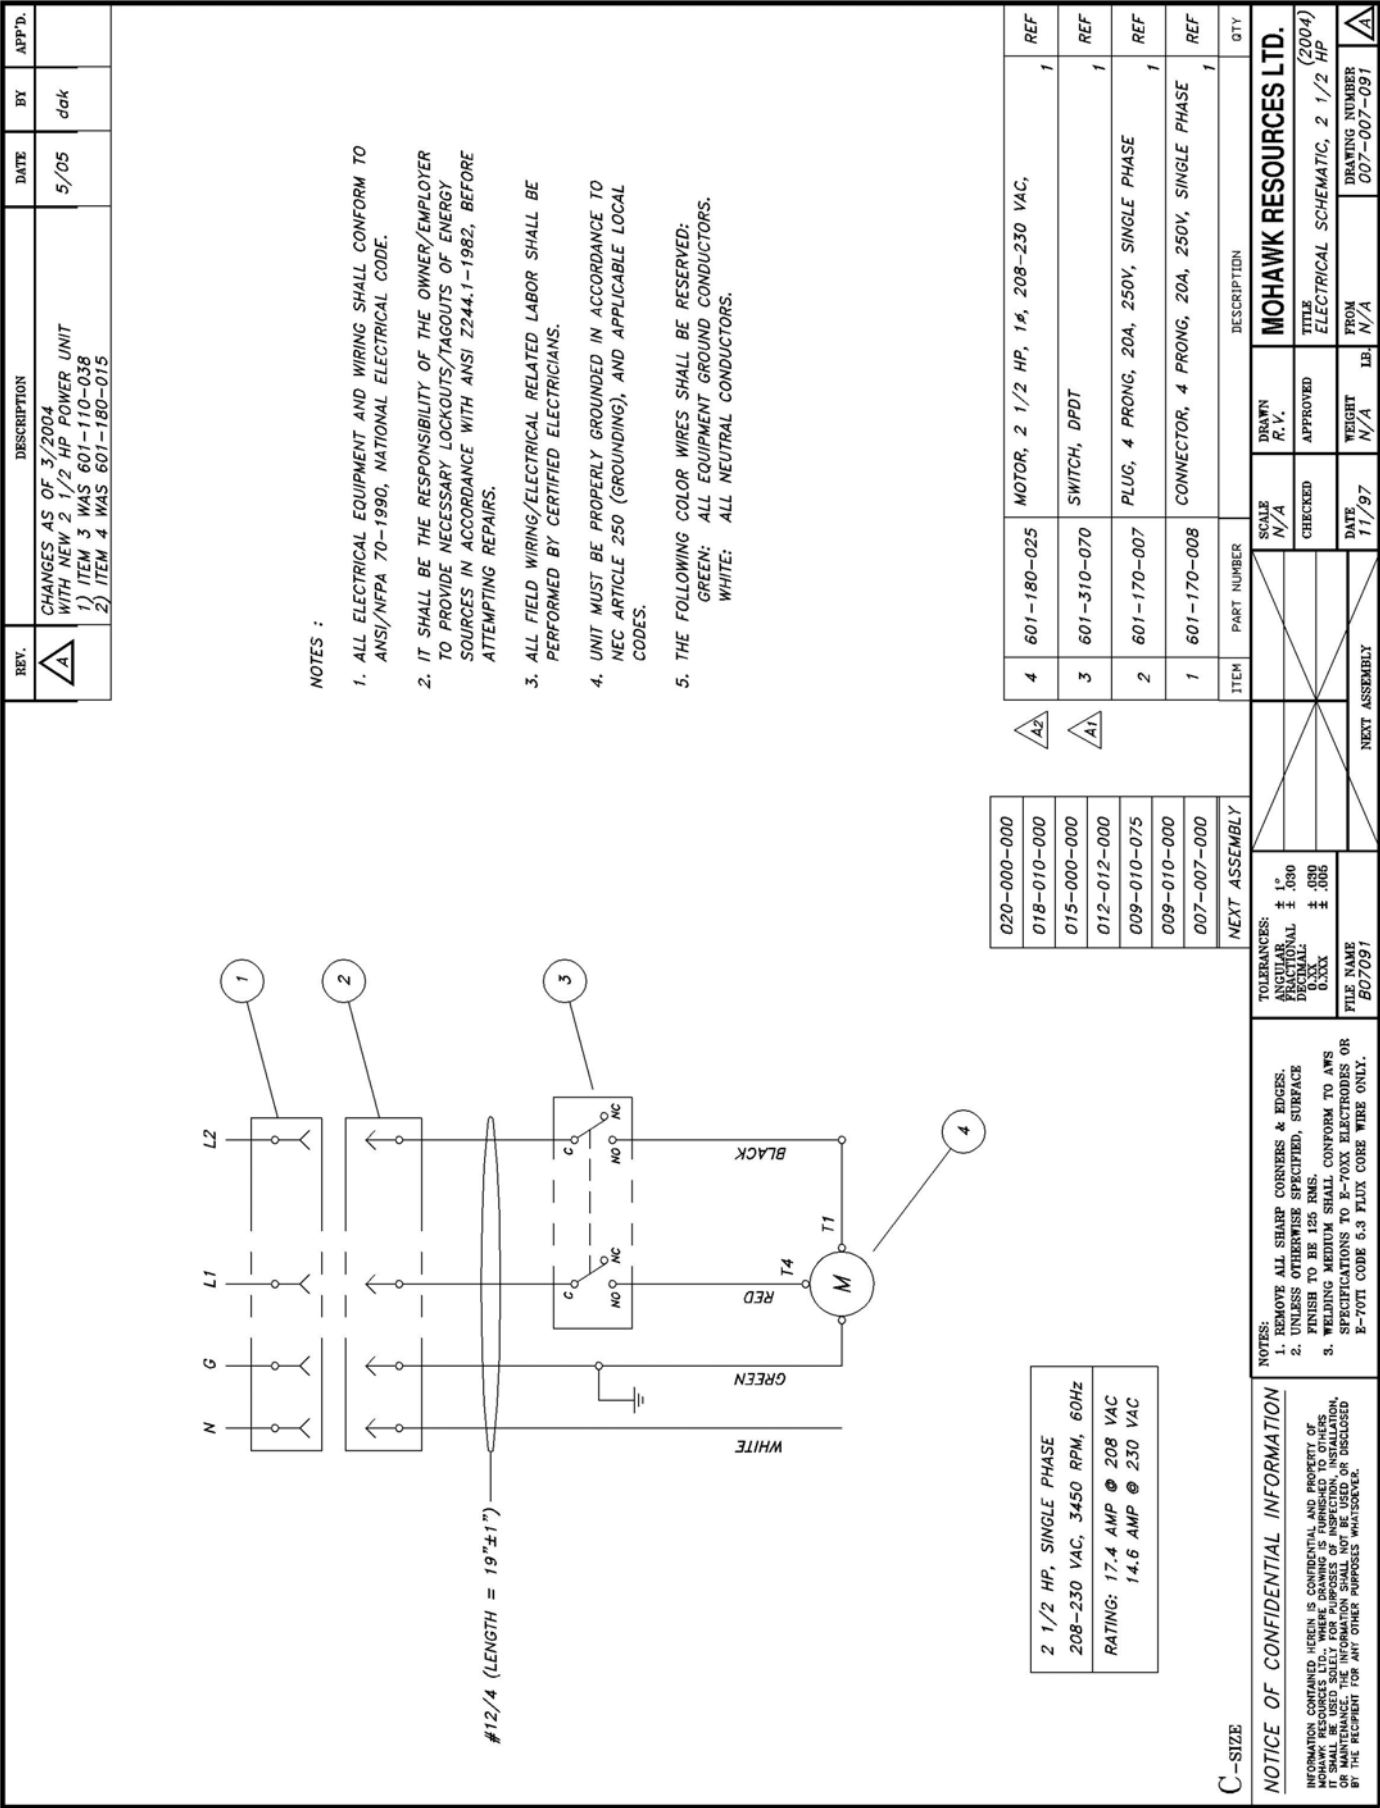 REV.
DESCRIPTION
DATE
BY
APP'D.
A
CHANGES AS OF 3/2004
WITH NEW 2 1/2 HP POWER UNIT
1) ITEM 3 WAS 601-110-038
2) ITEM 4 WAS 601-180-015
5/05
dak
NOTES :
1. ALL ELECTRICAL EQUIPMENT AND WIRING SHALL CONFORM TO
ANSI/NFPA 70-1990, NATIONAL ELECTRICAL CODE.
2. IT SHALL BE THE RESPONSIBILITY OF THE OWNER/EMPLOYER
TO PROVIDE NECESSARY LOCKOUTS/TAGOUTS OF ENERGY
SOURCES IN ACCORDANCE WITH ANSI Z244.1-1982, BEFORE
ATTEMPTING REPAIRS.
3. ALL FIELD WIRING/ELECTRICAL RELATED LABOR SHALL BE
PERFORMED BY CERTIFIED ELECTRICIANS.
4. UNIT MUST BE PROPERLY GROUNDED IN ACCORDANCE TO
NEC ARTICLE 250 (GROUNDING), AND APPLICABLE LOCAL
CODES.
5. THE FOLLOWING COLOR WIRES SHALL BE RESERVED:
GREEN: ALL EQUIPMENT GROUND CONDUCTORS.
WHITE: ALL NEUTRAL CONDUCTORS.
N
G
L1
L2
1
2
#12/4 (LENGTH = 19"±1")
3
C
NO
NC
C
NO
NC
WHITE
GREEN
RED
BLACK
T4
T1
M
4
2 1/2 HP, SINGLE PHASE
208-230 VAC, 3450 RPM, 60Hz
RATING: 17.4 AMP @ 208 VAC
14.6 AMP @ 230 VAC
020-000-000
018-010-000
015-000-000
012-012-000
009-010-075
009-010-000
007-007-000
NEXT ASSEMBLY
A2
4
601-180-025
MOTOR, 2 1/2 HP, 1ø, 208-230 VAC,
1
REF
A1
3
601-310-070
SWITCH, DPDT
1
REF
2
601-170-007
PLUG, 4 PRONG, 20A, 250V, SINGLE PHASE
1
REF
1
601-170-008
CONNECTOR, 4 PRONG, 20A, 250V, SINGLE PHASE
1
REF
ITEM
PART NUMBER
DESCRIPTION
QTY
C-SIZE
NOTICE OF CONFIDENTIAL INFORMATION
INFORMATION CONTAINED HEREIN IS CONFIDENTIAL AND PROPERTY OF
MOHAWK RESOURCES LTD.. WHERE DRAWING IS FURNISHED TO OTHERS
IT SHALL BE USED SOLELY FOR PURPOSES OF INSPECTION, INSTALLATION,
OR MAINTENANCE. THE INFORMATION SHALL NOT BE USED OR DISCLOSED
BY THE RECIPIENT FOR ANY OTHER PURPOSES WHATSOEVER.
NOTES:
1. REMOVE ALL SHARP CORNERS & EDGES.
2. UNLESS OTHERWISE SPECIFIED, SURFACE
FINISH TO BE 125 RMS.
3. WELDING MEDIUM SHALL CONFORM TO AWS
SPECIFICATIONS TO E-70XX ELECTRODES OR
E-70TI CODE 5.3 FLUX CORE WIRE ONLY.
TOLERANCES:
ANGULAR ± 1°
FRACTIONAL ± .030
DECIMAL:
0.XX ± .030
0.XXX ± .005
FILE NAME
B07091
NEXT ASSEMBLY
SCALE
N/A
DRAWN
R.V.
CHECKED
APPROVED
DATE
11/97
WEIGHT
N/A
LB.
MOHAWK RESOURCES LTD.
TITLE
(2004)
ELECTRICAL SCHEMATIC, 2 1/2 HP
FROM
N/A
DRAWING NUMBER
007-007-091
A